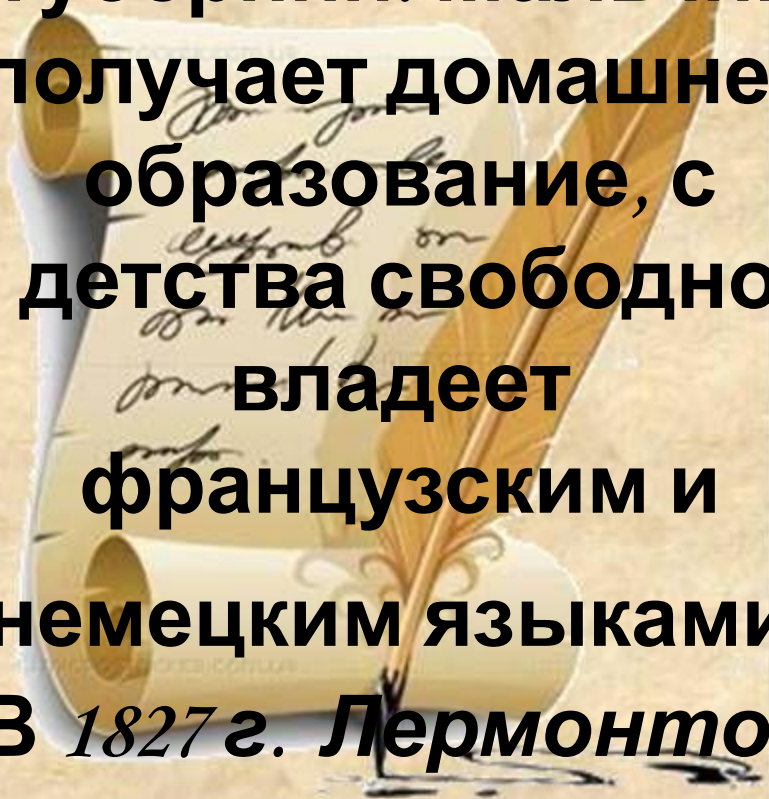 получает домашне
образование, с
детства свободно
владеет
французским и
немецким языками
В 1827 г. Лермонто